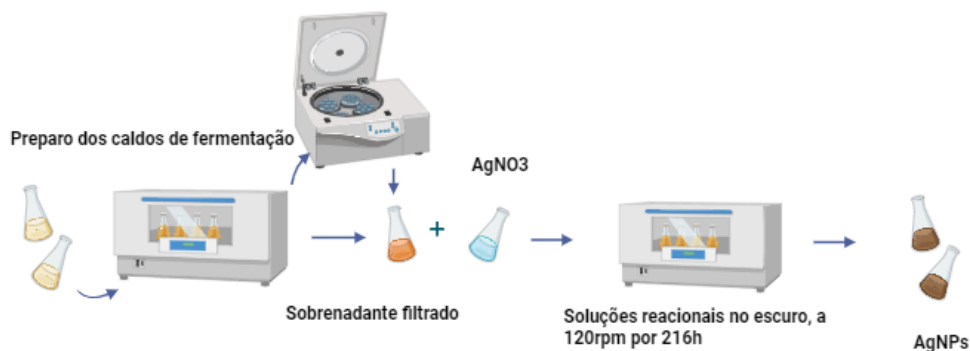 Preparo dos caldos de fermentação
AgNO3
Sobrenadante filtrado
Soluções reacionais no escuro, a
120rpm por 216h
AgNPs